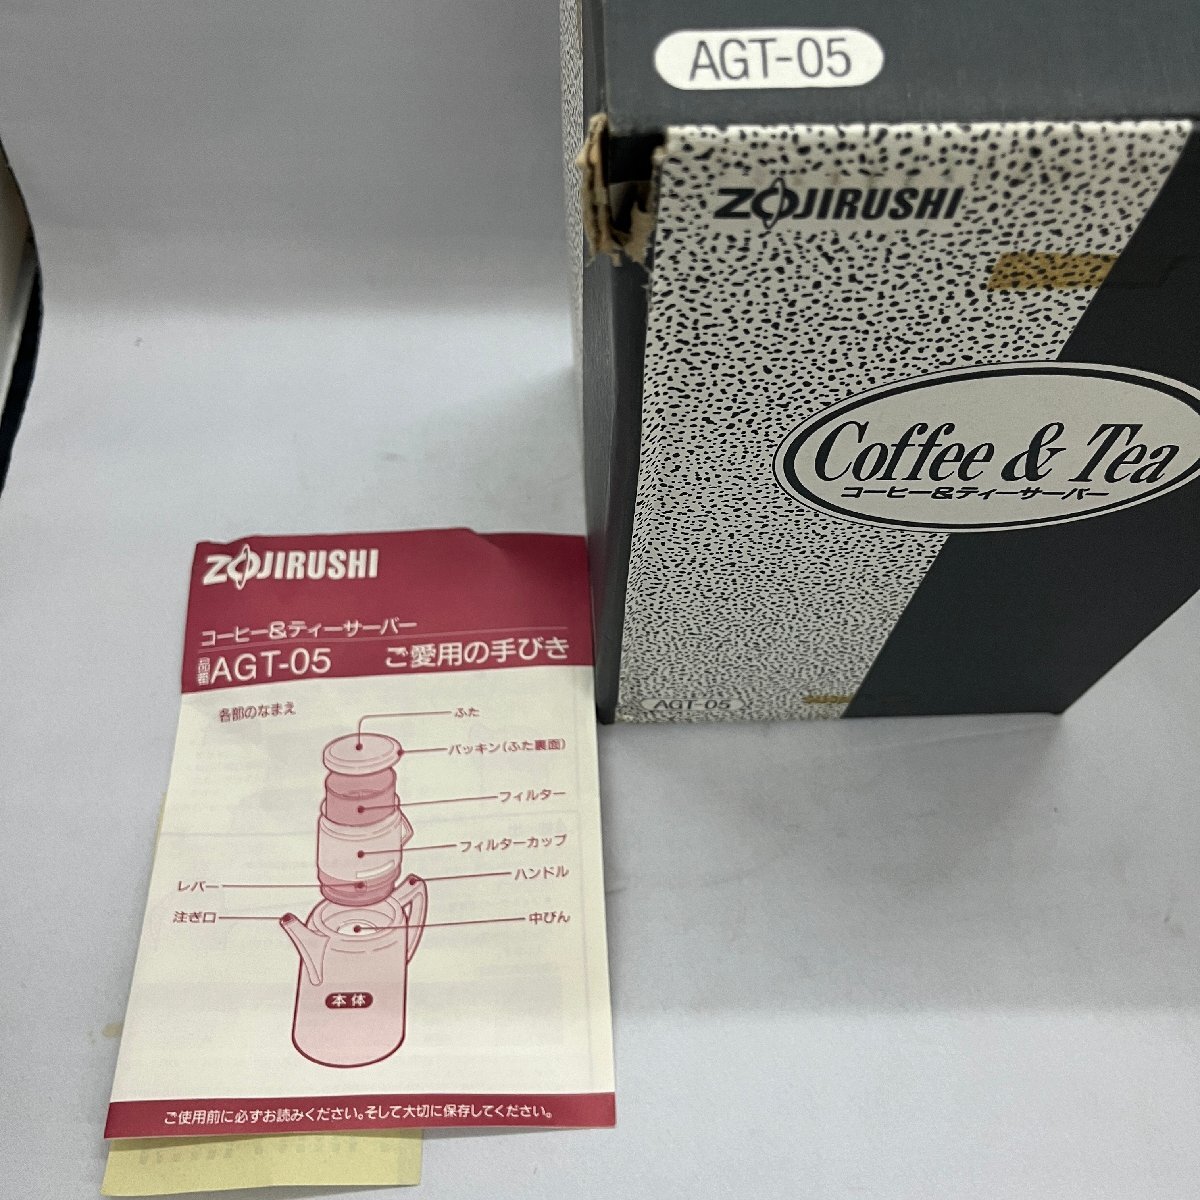 AGT-05
ZOJIRUSHI
Coffee & Tea
コーヒー&ティーサーバー
AGT-05
ZOJIRUSHI
コーヒー&ティーサーバー
品番 AGT-05 ご愛用の手びき
各部のなまえ
ふた
パッキン(ふた裏面)
フィルター
フィルターカップ
レバー
ハンドル
注ぎ口
中びん
本体
ご使用前に必ずお読みください。そして大切に保存してください。